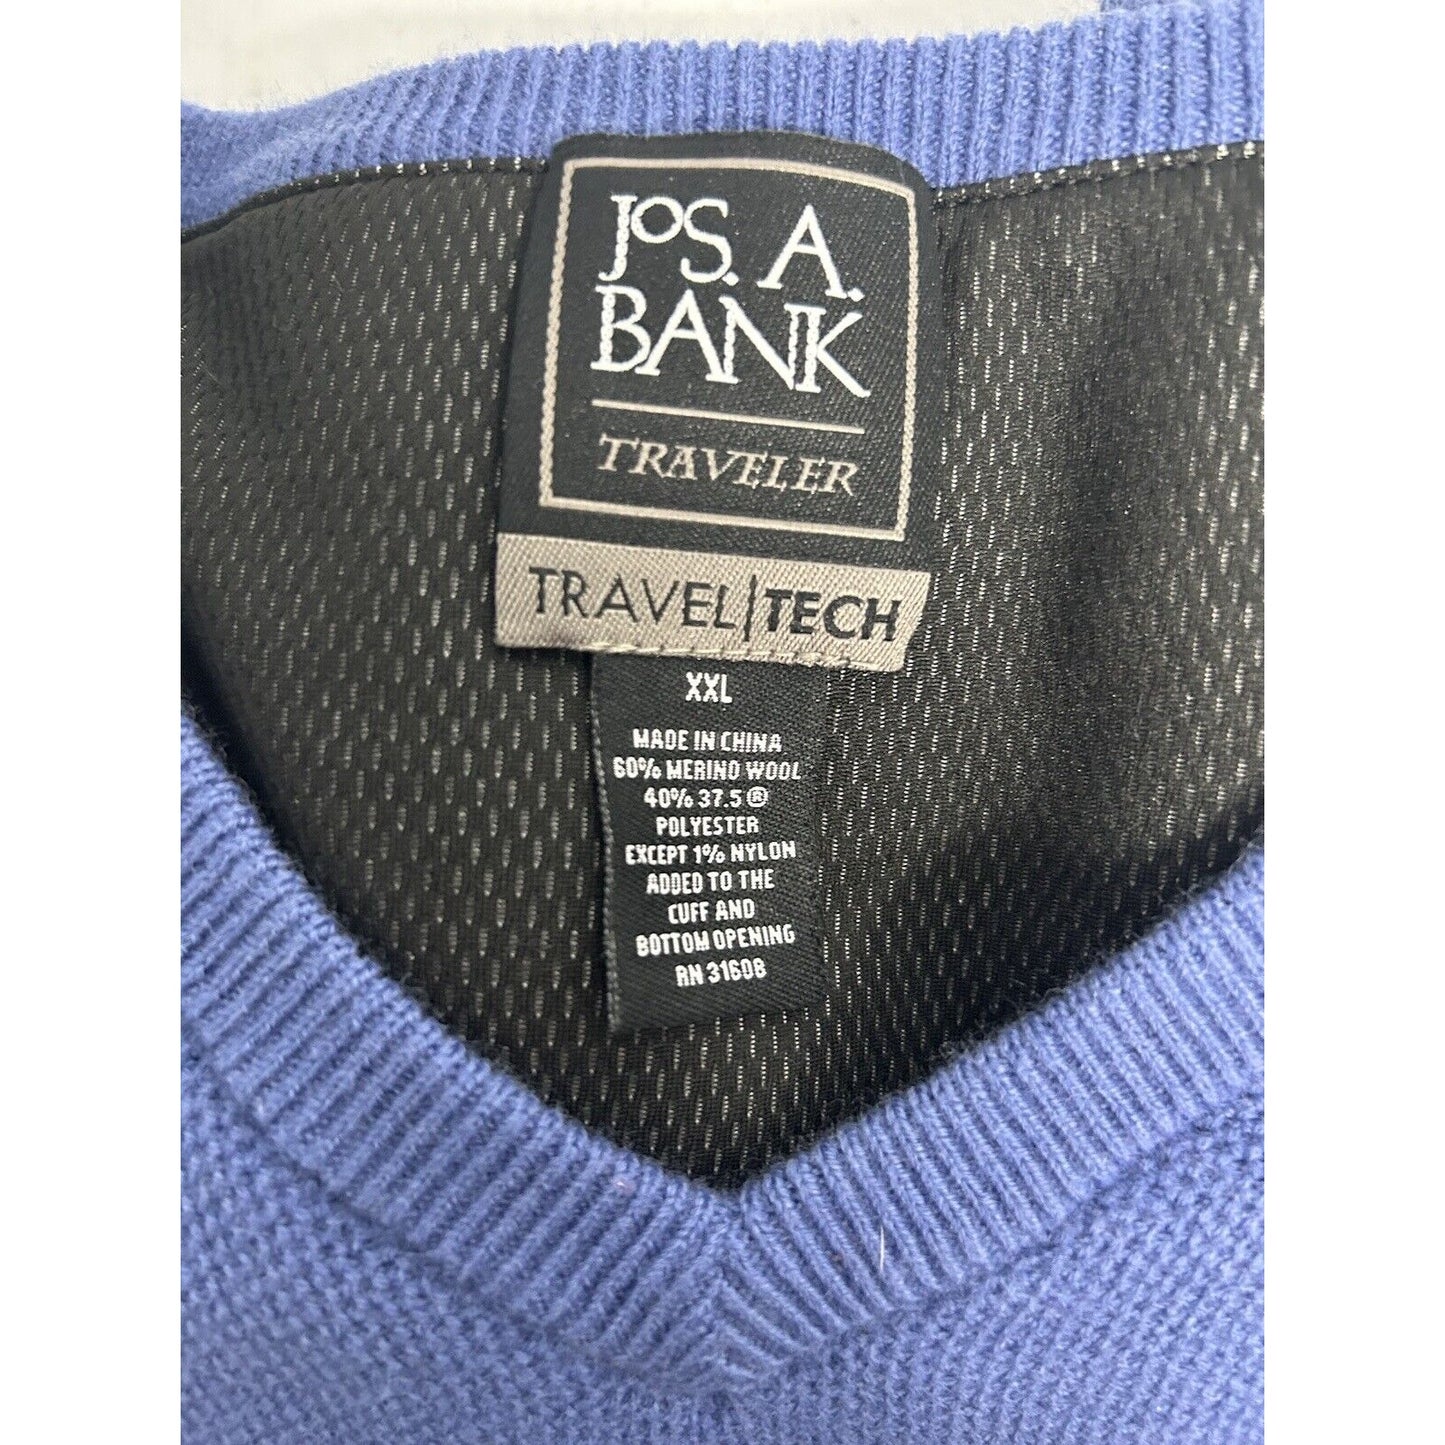 JoS. A.
BANK
TRAVELER
TRAVEL|TECH
XXL
MADE IN CHINA
60% MERINO WOOL
40% 37.5®
POLYESTER
EXCEPT 1% NYLON
ADDED TO THE
CUFF AND
BOTTOM OPENING
RN 31608